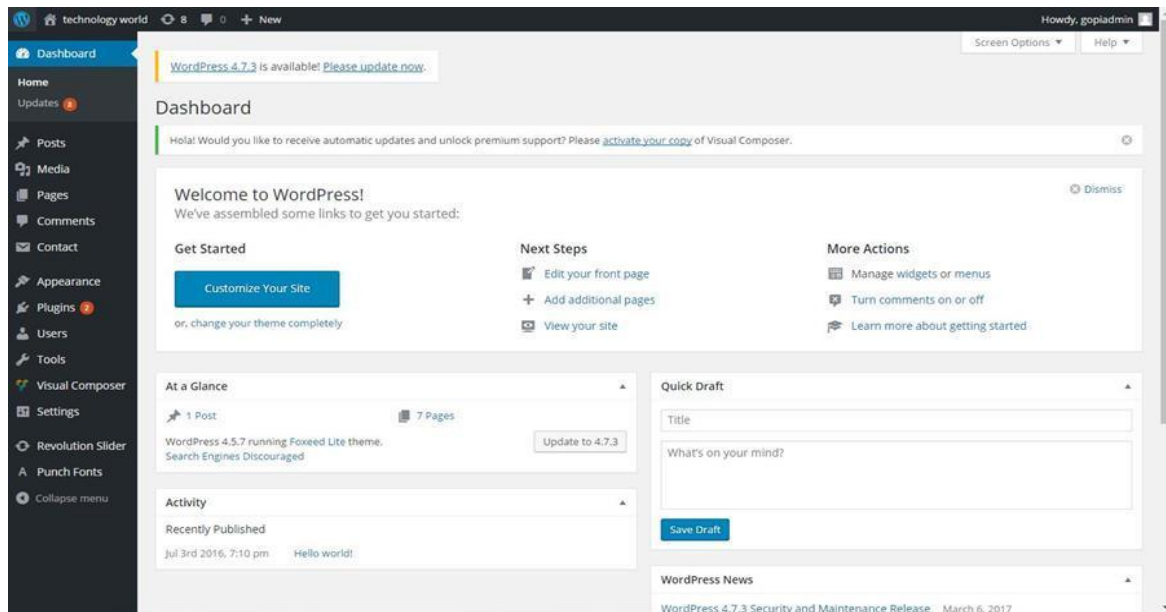 technology world 8 0 + New Howdy, gopiadmin
Dashboard
Home
Updates 8
Posts
Media
Pages
Comments
Contact
Appearance
Plugins 2
Users
Tools
Visual Composer
Settings
Revolution Slider
A Punch Fonts
Collapse menu
Screen Options ▼ Help ▼
WordPress 4.7.3 is available! Please update now.
Dashboard
Hola! Would you like to receive automatic updates and unlock premium support? Please activate your copy of Visual Composer.
Welcome to WordPress!
Dismiss
We've assembled some links to get you started:
Get Started
Customize Your Site
or, change your theme completely
Next Steps
Edit your front page
Add additional pages
View your site
More Actions
Manage widgets or menus
Turn comments on or off
Learn more about getting started
At a Glance
1 Post 7 Pages
WordPress 4.5.7 running Foxeed Lite theme.
Update to 4.7.3
Search Engines Discouraged
Activity
Recently Published
Jul 3rd 2016, 7:10 pm Hello world!
Quick Draft
Title
What's on your mind?
Save Draft
WordPress News
WordPress 4.7.3 Security and Maintenance Release March 6, 2017